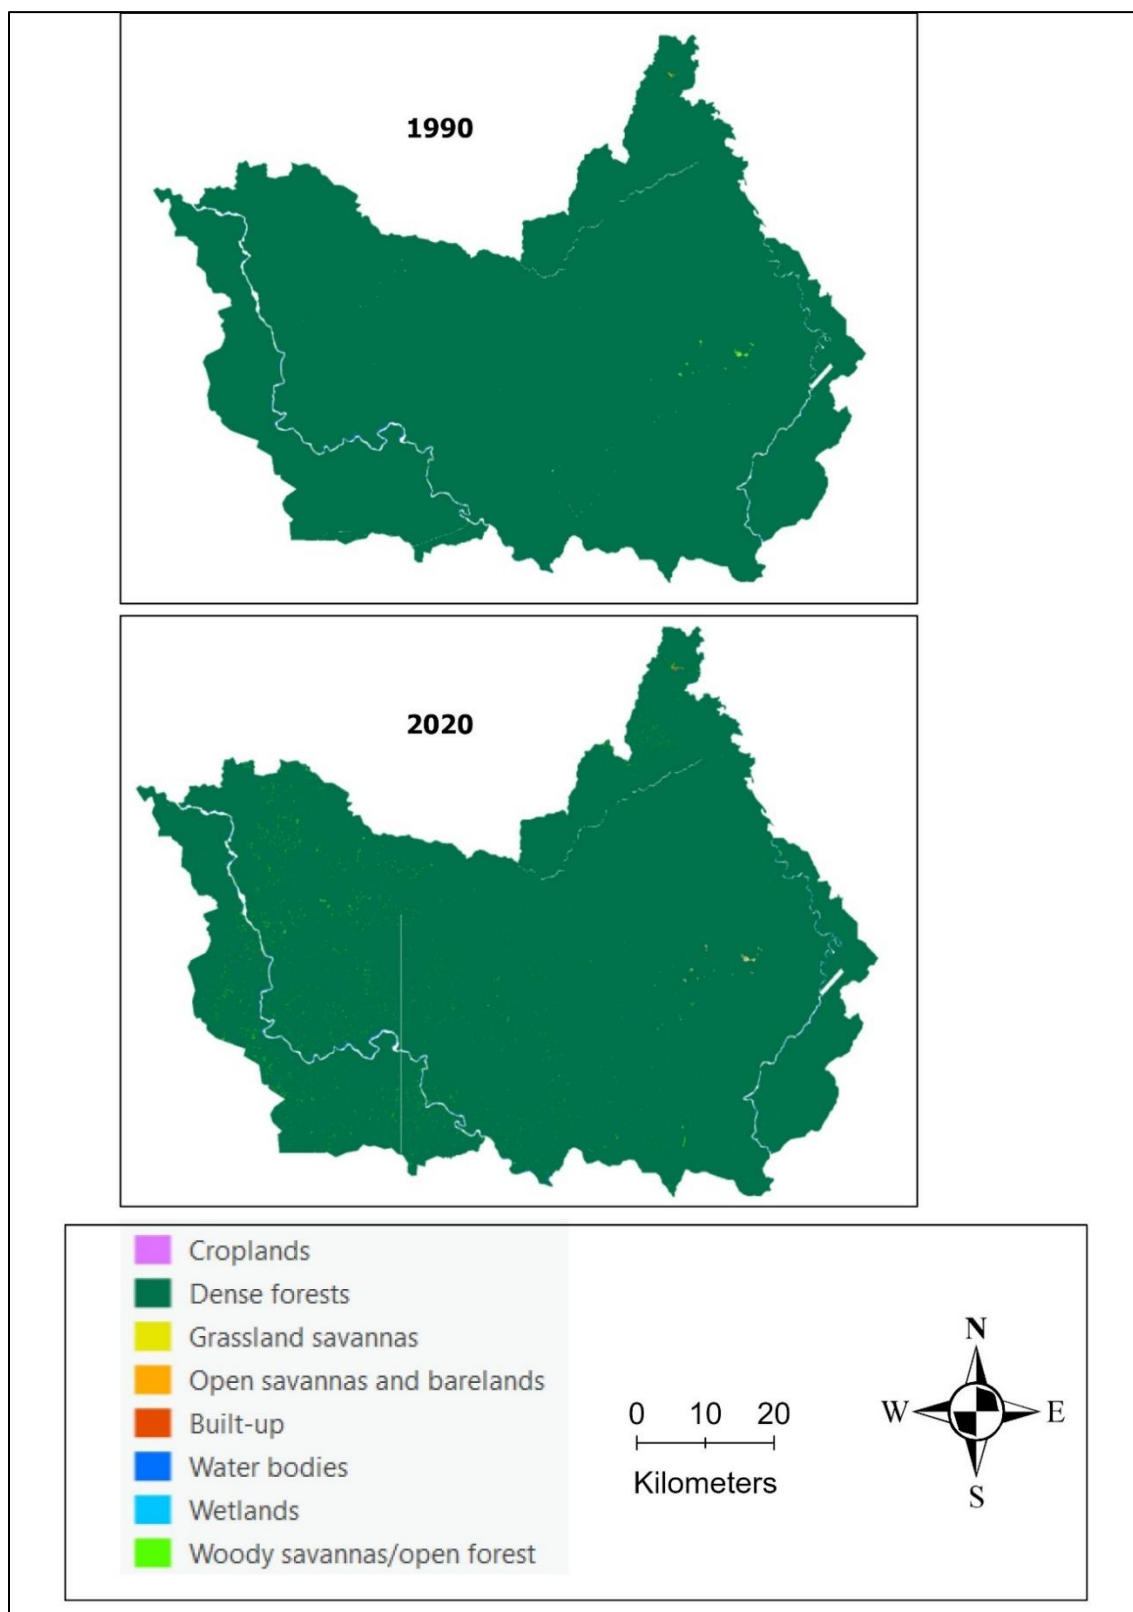 1990
2020
Croplands
Dense forests
Grassland savannas
Open savannas and barelands
Built-up
Water bodies
Wetlands
Woody savannas/open forest
0 10 20
Kilometers
N
W E
S